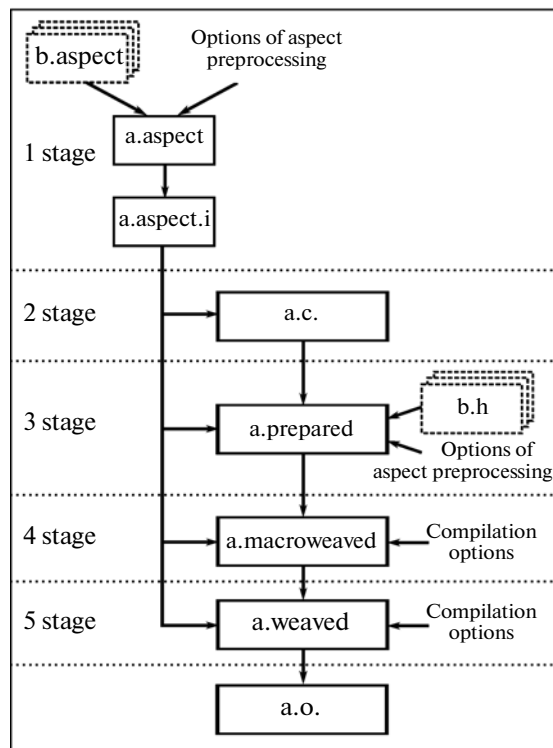 b.aspect
Options of aspect
preprocessing
1 stage
a.aspect
a.aspect.i
2 stage
a.c.
3 stage
b.h
a.prepared
Options of
aspect preprocessing
4 stage
a.macroweaved
Compilation
options
5 stage
a.weaved
Compilation
options
a.o.